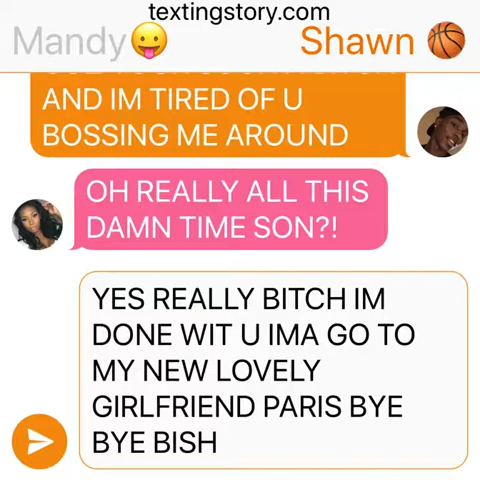 textingstory.com
Mandy😛 Shawn 🏀
AND IM TIRED OF U
BOSSING ME AROUND
OH REALLY ALL THIS
DAMN TIME SON?!
YES REALLY BITCH IM
DONE WIT U IMA GO TO
MY NEW LOVELY
GIRLFRIEND PARIS BYE
BYE BISH